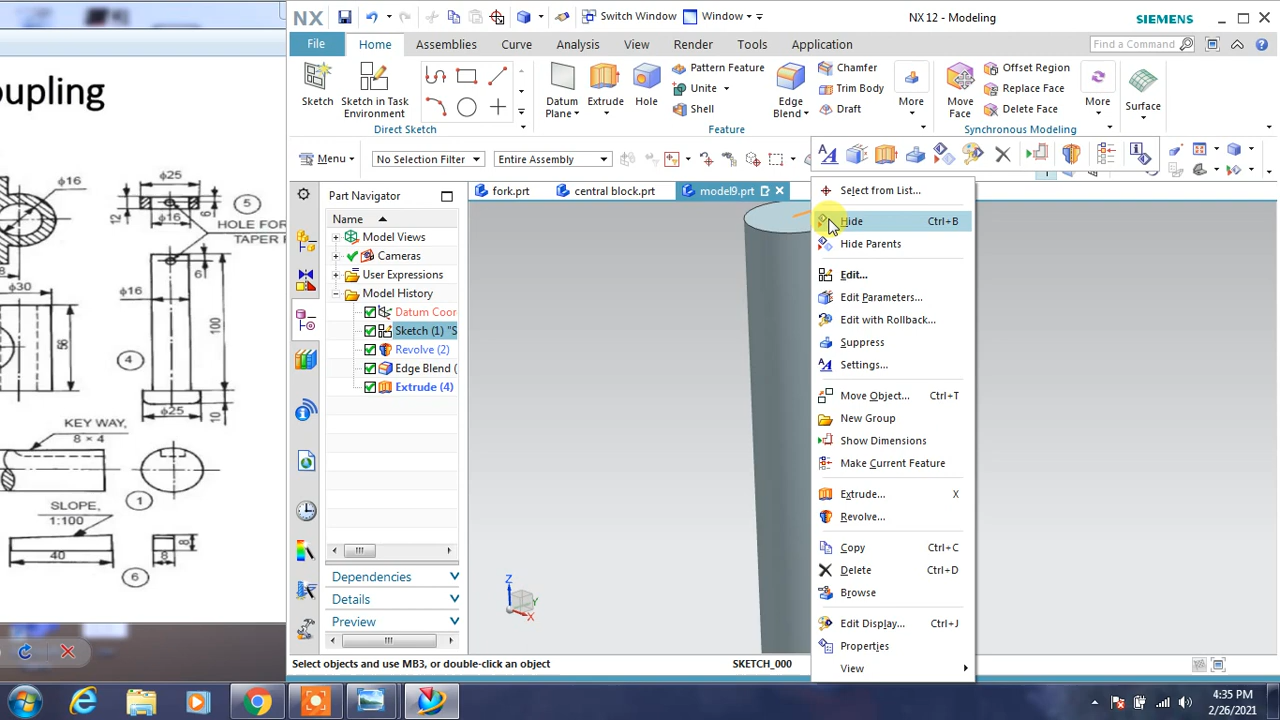 oupling
ϕ16
ϕ25
12
6
ϕ16
5
HOLE FOR
TAPER
8
ϕ30
6
ϕ16
100
56
4
ϕ25
10
KEY WAY,
8 × 4
1
SLOPE,
1:100
40
8
8
6
NX
Switch Window
Window
NX 12 - Modeling
SIEMENS
File
Home
Assemblies
Curve
Analysis
View
Render
Tools
Application
Find a Command
Sketch
Sketch in Task
Environment
Direct Sketch
Datum
Plane
Extrude
Hole
Pattern Feature
Unite
Shell
Edge
Blend
Chamfer
Trim Body
Draft
More
Feature
Move
Face
Offset Region
Replace Face
Delete Face
More
Synchronous Modeling
Surface
Menu
No Selection Filter
Entire Assembly
Part Navigator
Name
Model Views
Cameras
User Expressions
Model History
Datum Coor
Sketch (1) "S
Revolve (2)
Edge Blend (
Extrude (4)
Dependencies
Details
Preview
fork.prt
central block.prt
model9.prt
Select from List...
Hide Ctrl+B
Hide Parents
Edit...
Edit Parameters...
Edit with Rollback...
Suppress
Settings...
Move Object... Ctrl+T
New Group
Show Dimensions
Make Current Feature
Extrude... X
Revolve...
Copy Ctrl+C
Delete Ctrl+D
Browse
Edit Display... Ctrl+J
Properties
View
Z
Y
X
Select objects and use MB3, or double-click an object
SKETCH_000
4:35 PM
2/26/2021